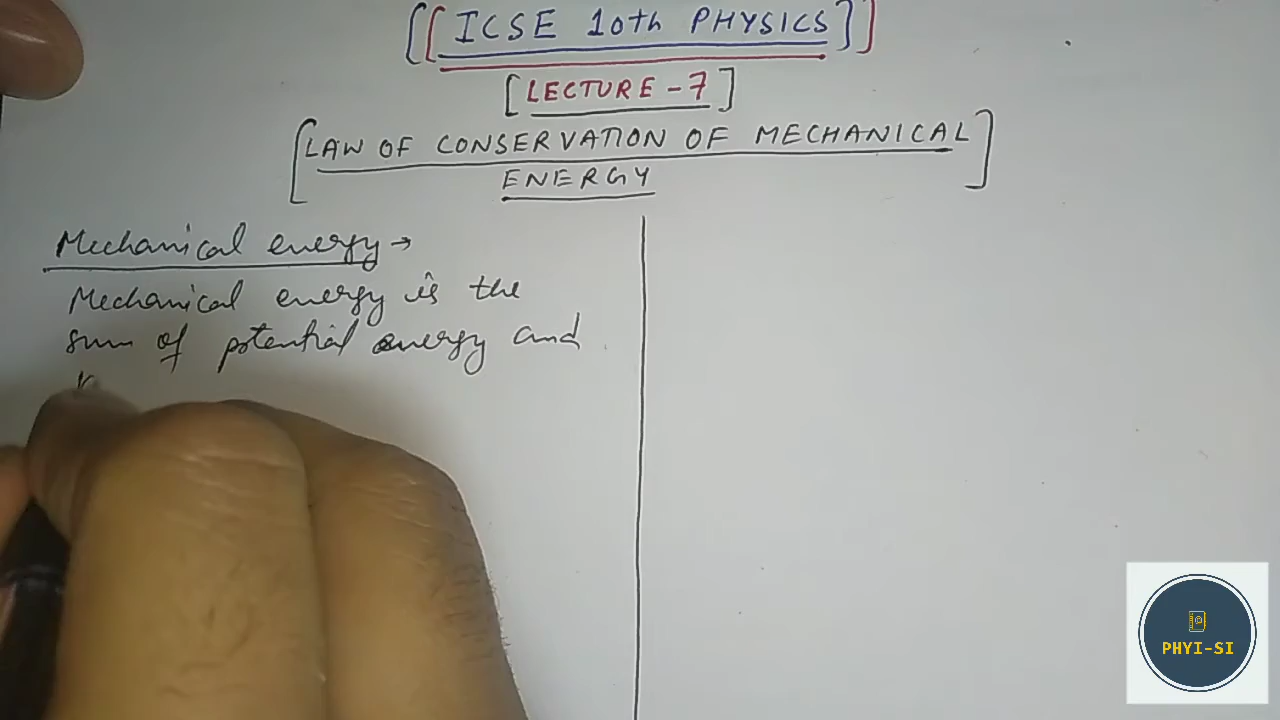 [[ICSE 10th PHYSICS]]
[LECTURE-7]
[LAW OF CONSERVATION OF MECHANICAL
ENERGY]
Mechanical energy →
Mechanical energy is the
sum of potential energy and
PHYI-SI